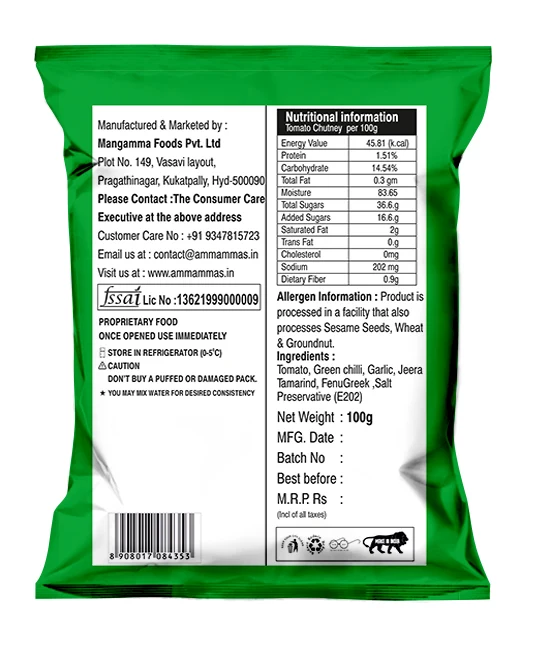 Manufactured & Marketed by :
Mangamma Foods Pvt. Ltd
Plot No. 149, Vasavi layout,
Pragathinagar, Kukatpally, Hyd-500090
Please Contact :The Consumer Care
Executive at the above address
Customer Care No : +91 9347815723
Email us at : contact@ammammas.in
Visit us at : www.ammammas.in
fssai Lic No :13621999000009
PROPRIETARY FOOD
ONCE OPENED USE IMMEDIATELY
STORE IN REFRIGERATOR (0-5°C)
CAUTION
DON'T BUY A PUFFED OR DAMAGED PACK.
★ YOU MAY MIX WATER FOR DESIRED CONSISTENCY
8 908017 084353
Nutritional information
Tomato Chutney per 100g
Energy Value 45.81 (k.cal)
Protein 1.51%
Carbohydrate 14.54%
Total Fat 0.3 gm
Moisture 83.65
Total Sugars 36.6.g
Added Sugars 16.6.g
Saturated Fat 2g
Trans Fat 0.g
Cholesterol 0mg
Sodium 202 mg
Dietary Fiber 0.9g
Allergen Information : Product is
processed in a facility that also
processes Sesame Seeds, Wheat
& Groundnut.
Ingredients :
Tomato, Green chilli, Garlic, Jeera
Tamarind, FenuGreek ,Salt
Preservative (E202)
Net Weight : 100g
MFG. Date :
Batch No :
Best before :
M.R.P. Rs :
(Incl of all taxes)
MAKE IN INDIA